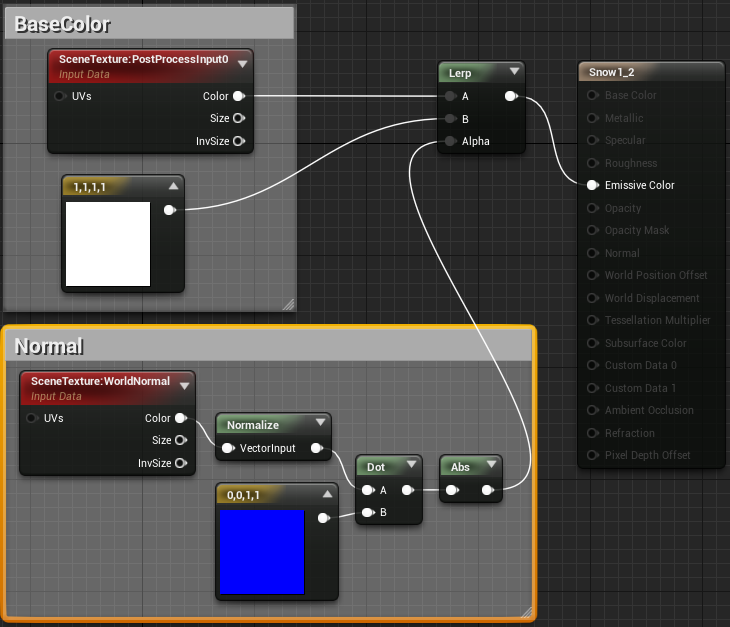 BaseColor
SceneTexture:PostProcessInput0
Input Data
UVs
Color
Size
InvSize
1,1,1,1
Lerp
A
B
Alpha
Snow1_2
Base Color
Metallic
Specular
Roughness
Emissive Color
Opacity
Opacity Mask
Normal
World Position Offset
World Displacement
Tessellation Multiplier
Subsurface Color
Custom Data 0
Custom Data 1
Ambient Occlusion
Refraction
Pixel Depth Offset
Normal
SceneTexture:WorldNormal
Input Data
UVs
Color
Size
InvSize
Normalize
VectorInput
0,0,1,1
Dot
A
B
Abs